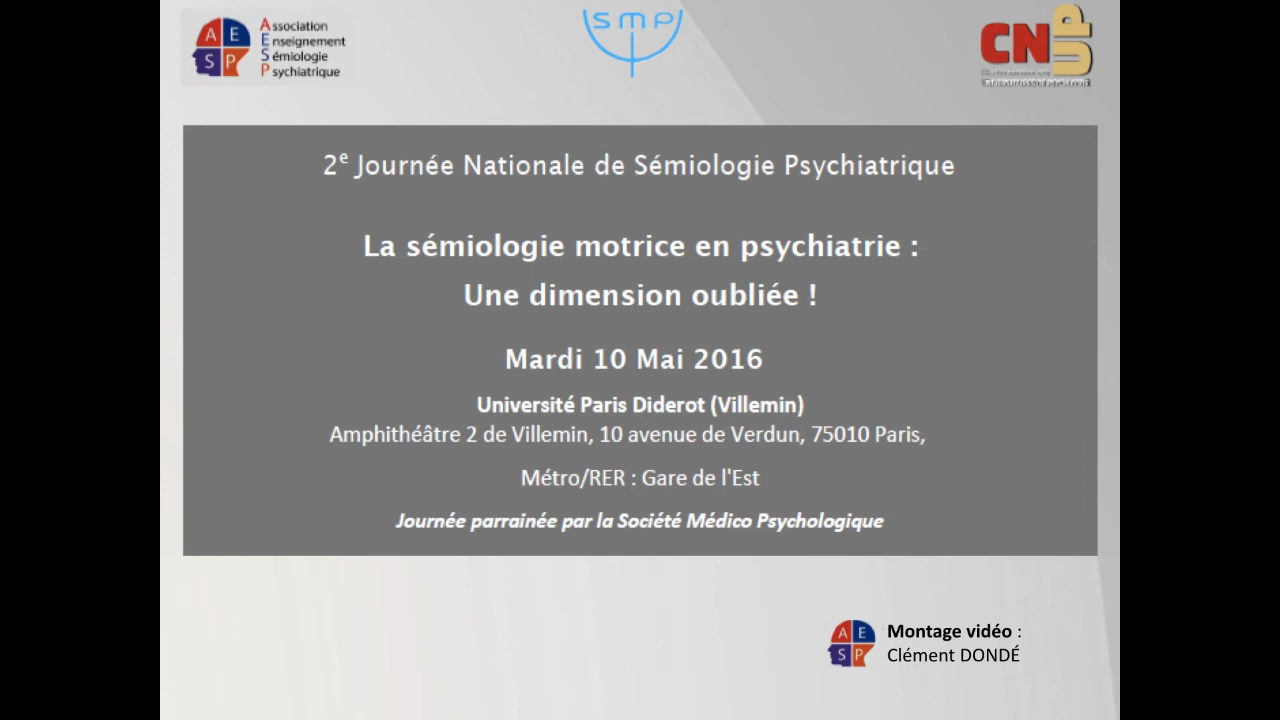 A E S P
Association
Enseignement
Sémiologie
Psychiatrique
SMP
CNUP
2e Journée Nationale de Sémiologie Psychiatrique
La sémiologie motrice en psychiatrie :
Une dimension oubliée !
Mardi 10 Mai 2016
Université Paris Diderot (Villemin)
Amphithéâtre 2 de Villemin, 10 avenue de Verdun, 75010 Paris,
Métro/RER : Gare de l'Est
Journée parrainée par la Société Médico Psychologique
A E S P
Montage vidéo :
Clément DONDÉ